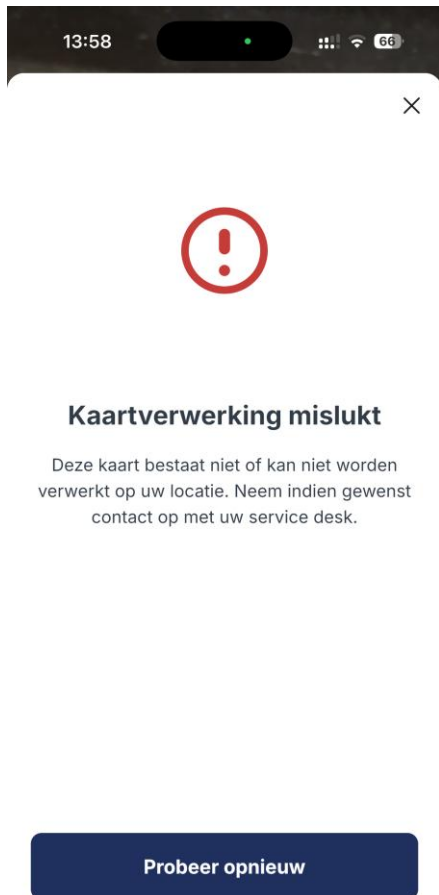 13:58
66
Kaartverwerking mislukt
Deze kaart bestaat niet of kan niet worden
verwerkt op uw locatie. Neem indien gewenst
contact op met uw service desk.
Probeer opnieuw